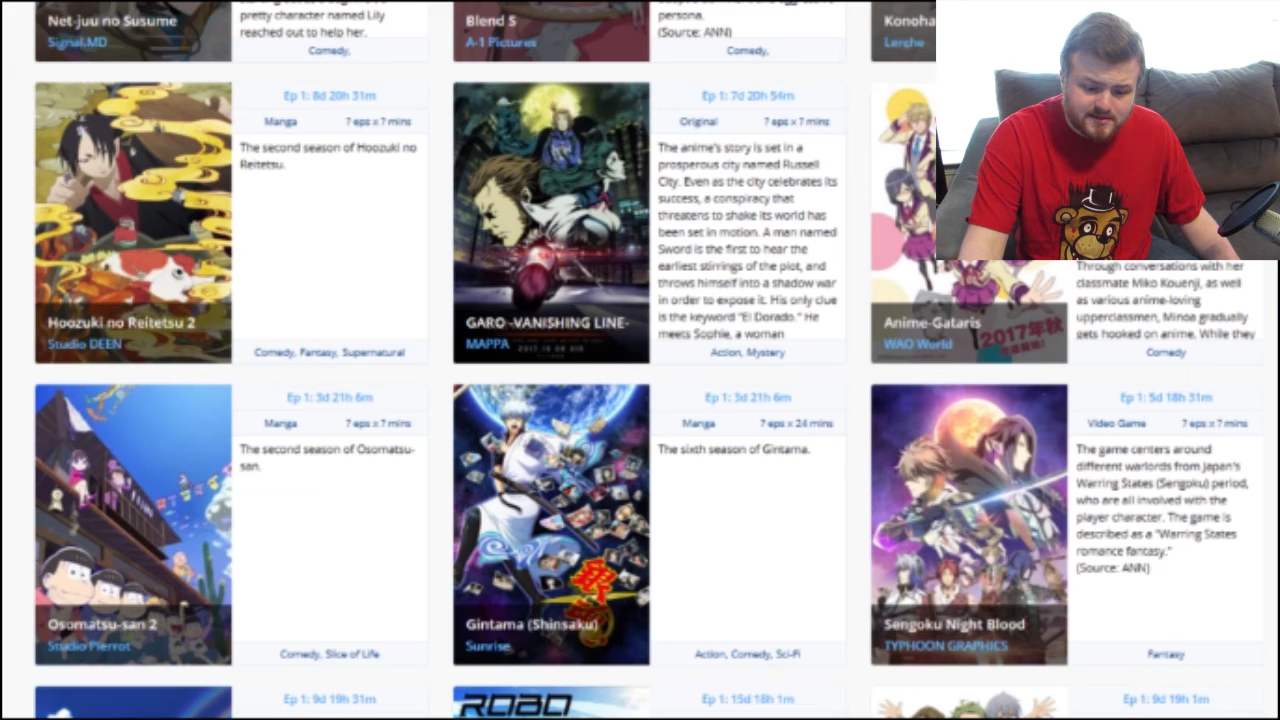 Net-juu no Susume
Signal.MD
pretty character named Lily
reached out to help her.
Comedy,
Blend S
A-1 Pictures
persona.
(Source: ANN)
Comedy,
Konoha
Lerche
Ep 1: 8d 20h 31m
Manga ? eps x ? mins
The second season of Hoozuki no
Reitetsu.
Hoozuki no Reitetsu 2
Studio DEEN
Comedy, Fantasy, Supernatural
Ep 1: 7d 20h 54m
Original ? eps x ? mins
The anime's story is set in a
prosperous city named Russell
City. Even as the city celebrates its
success, a conspiracy that
threatens to shake its world has
been set in motion. A man named
Sword is the first to hear the
earliest stirrings of the plot, and
throws himself into a shadow war
in order to expose it. His only clue
is the keyword "El Dorado." He
meets Sophie, a woman
GARO -VANISHING LINE-
MAPPA
Action, Mystery
Through conversations with her
classmate Miko Kouenji, as well
as various anime-loving
upperclassmen, Minoa gradually
gets hooked on anime. While they
Anime-Gataris
WAO World
2017年秋
Comedy
Ep 1: 3d 21h 6m
Manga ? eps x ? mins
The second season of Osomatsu-
san.
Osomatsu-san 2
Studio Pierrot
Comedy, Slice of Life
Ep 1: 3d 21h 6m
Manga ? eps x 24 mins
The sixth season of Gintama.
Gintama (Shinsaku)
Sunrise
Action, Comedy, Sci-Fi
Ep 1: 5d 18h 31m
Video Game ? eps x ? mins
The game centers around
different warlords from Japan's
Warring States (Sengoku) period,
who are all involved with the
player character. The game is
described as a "Warring States
romance fantasy."
(Source: ANN)
Sengoku Night Blood
TYPHOON GRAPHICS
Fantasy
Ep 1: 9d 19h 31m
ROBO
Ep 1: 15d 18h 1m
Ep 1: 9d 19h 1m